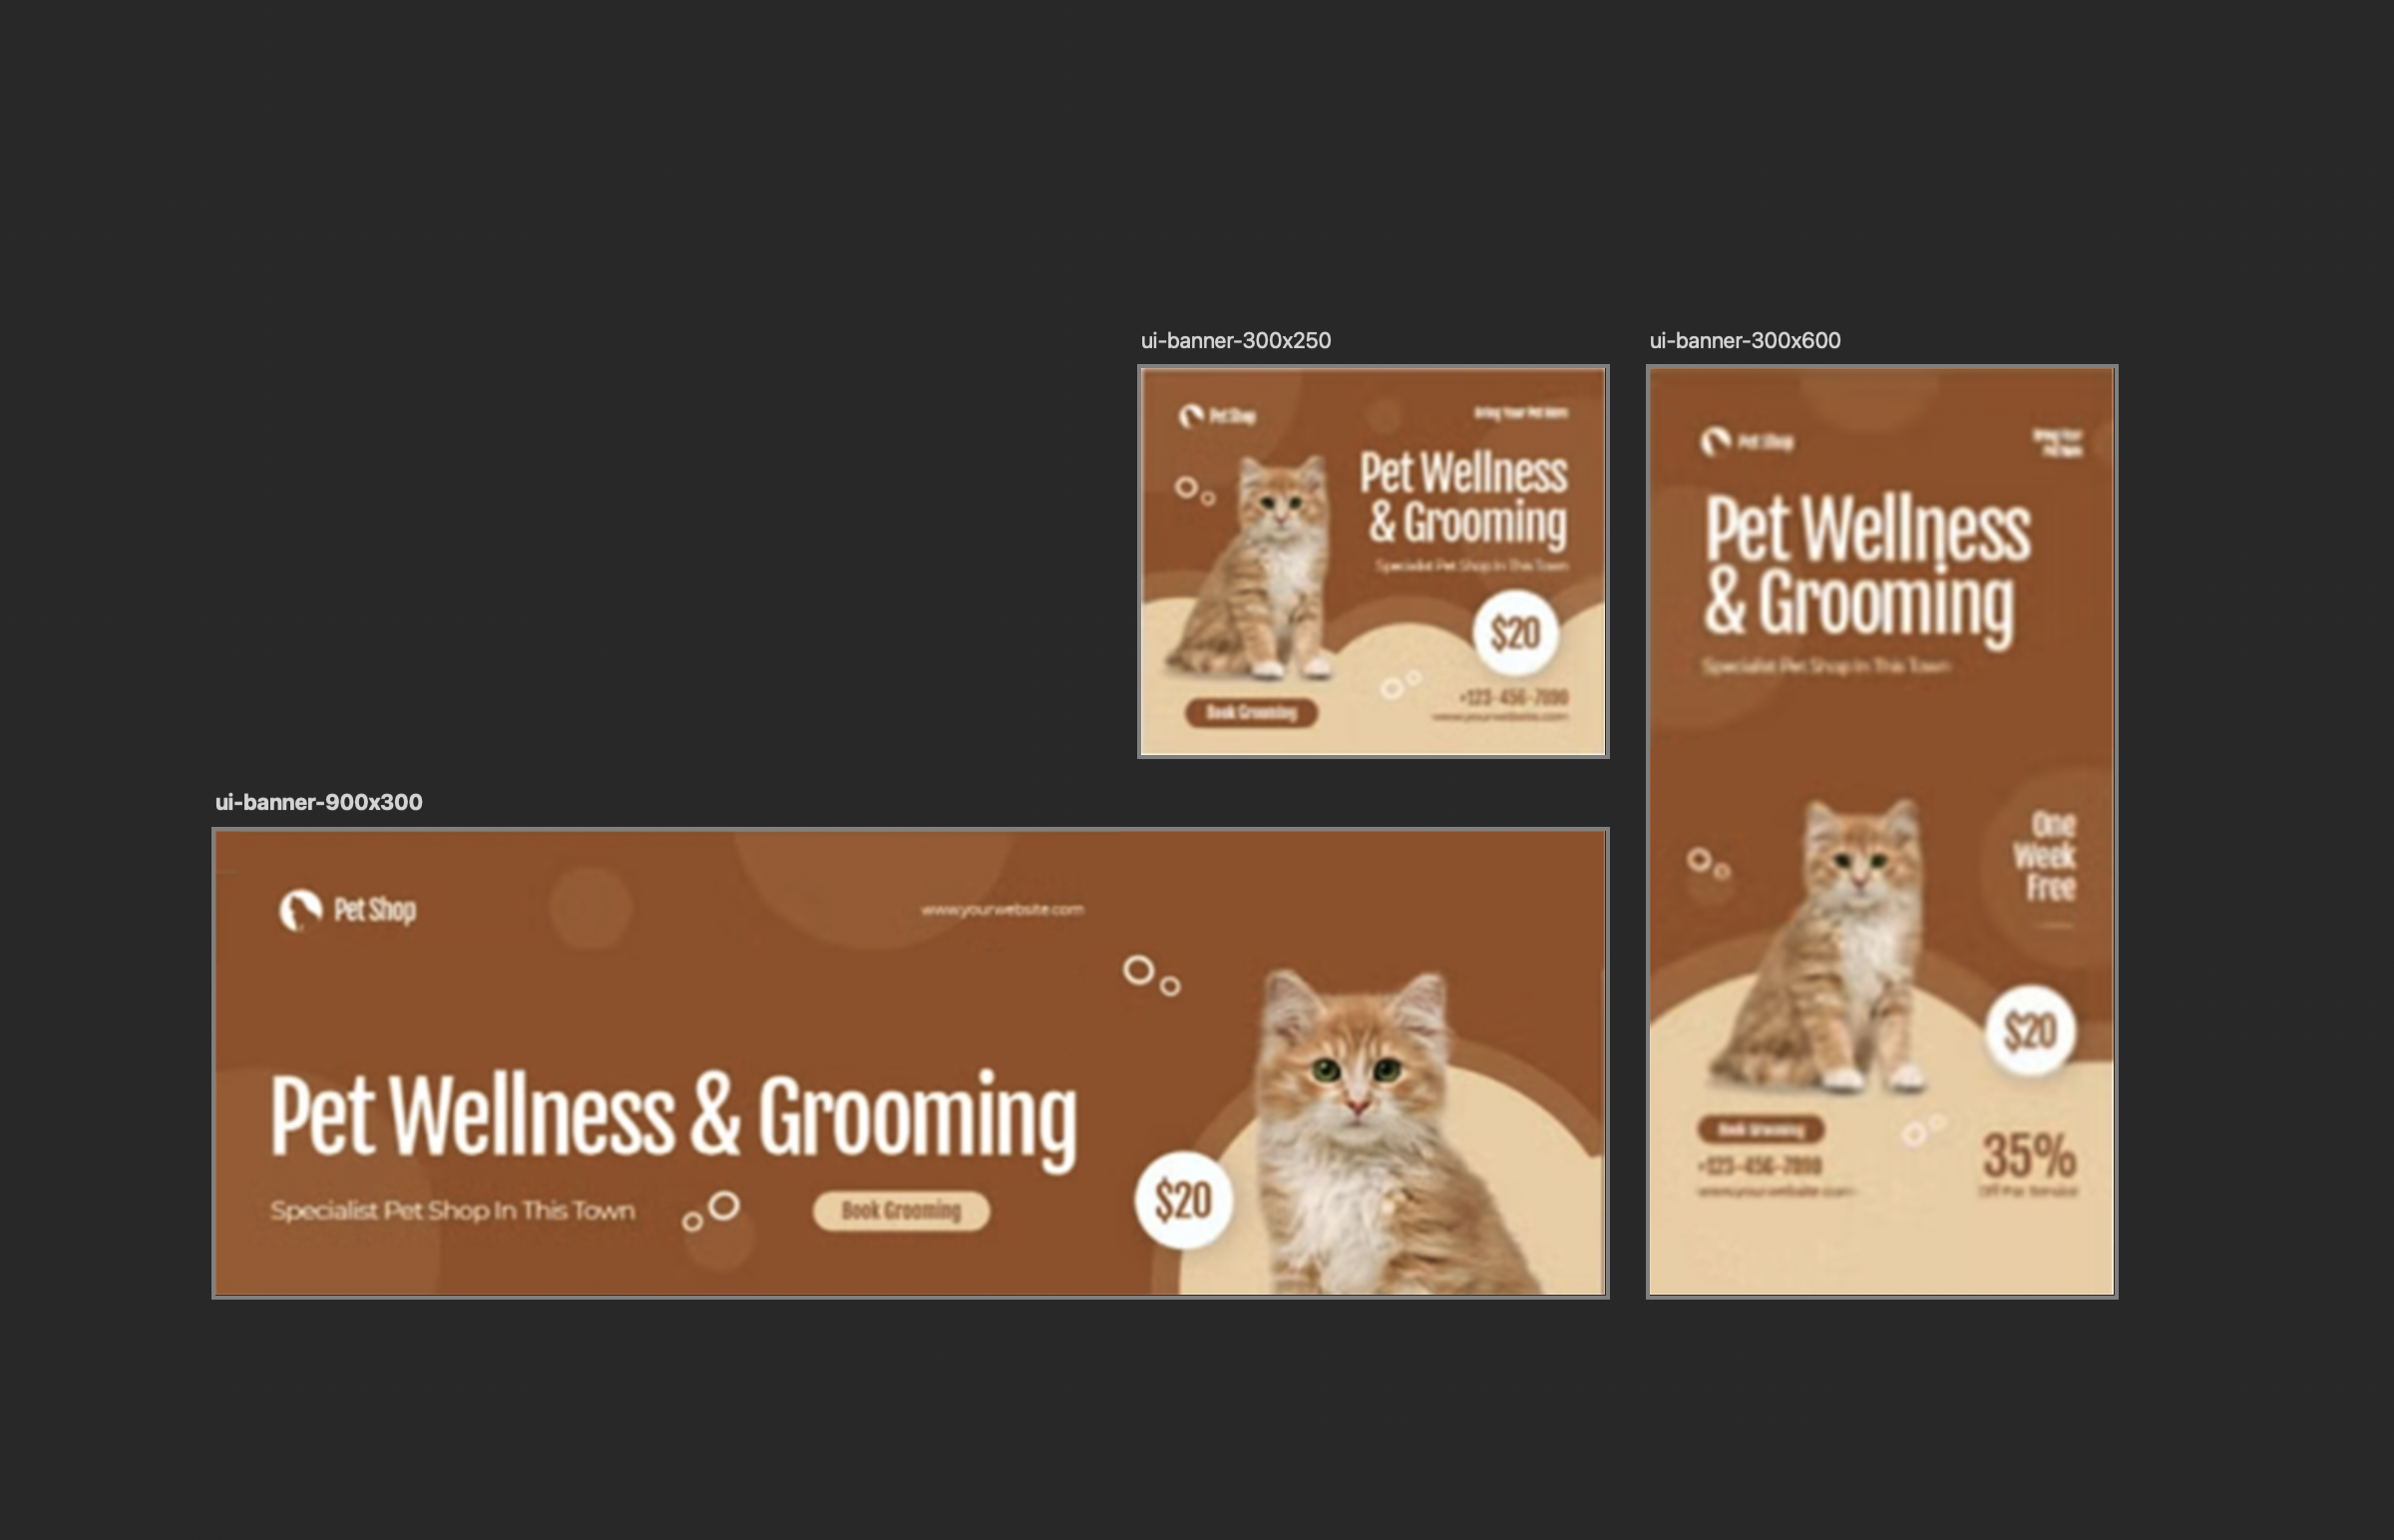 ui-banner-300x250
Pet Shop
Bring Your Pet Here
Pet Wellness
& Grooming
Specialist Pet Shop In This Town
$20
+123-456-7890
www.yourwebsite.com
Book Grooming
ui-banner-300x600
Pet Shop
Bring Your
Pet Here
Pet Wellness
& Grooming
Specialist Pet Shop In This Town
One
Week
Free
$20
Book Grooming
+123-456-7890
www.yourwebsite.com
35%
Off For Service
ui-banner-900x300
Pet Shop
www.yourwebsite.com
Pet Wellness & Grooming
Specialist Pet Shop In This Town
Book Grooming
$20